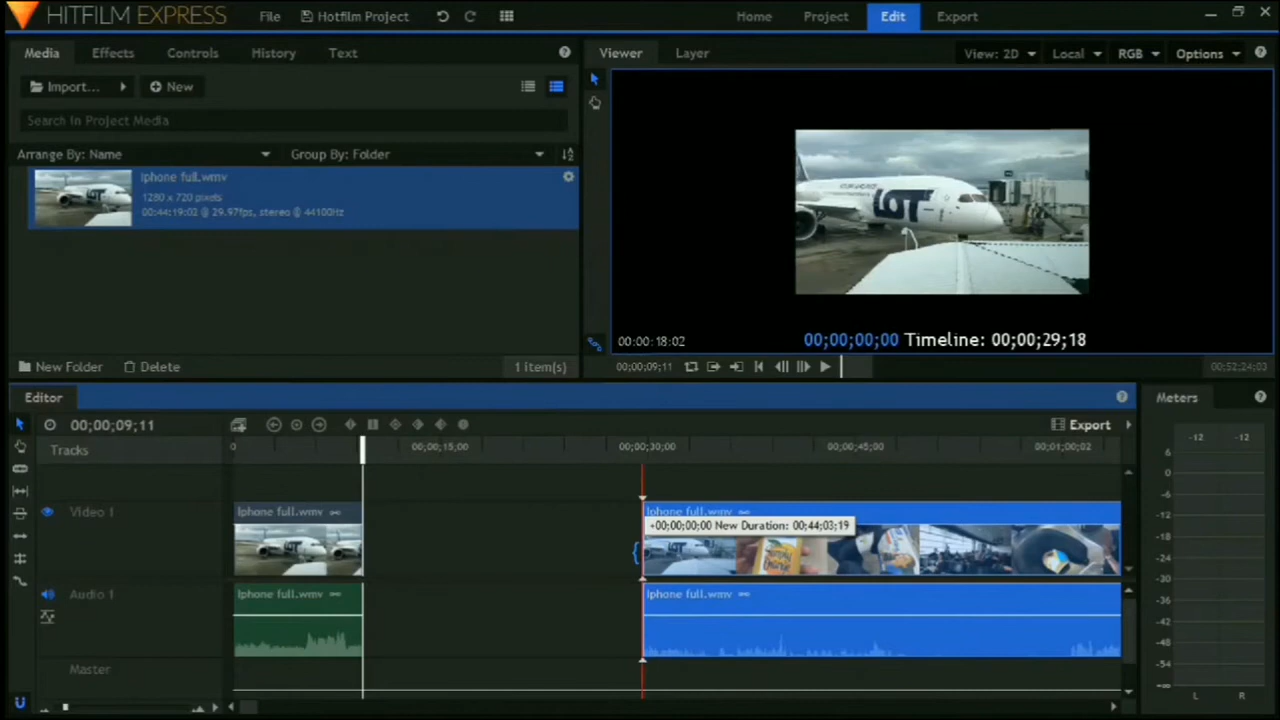 HITFILM EXPRESS File Hotfilm Project Home Project Edit Export
Media Effects Controls History Text
Viewer Layer View: 2D Local RGB Options
Import... New
Search in Project Media
Arrange By: Name Group By: Folder
Iphone full.wmv
1280 x 720 pixels
00:44:19:02 @ 29.97fps, stereo @ 44100Hz
LOT
00:00:18:02 00;00;00;00 Timeline: 00;00;29;18
New Folder Delete 1 item(s)
00;00;09;11 00;52;24;03
Editor
Meters
00;00;09;11 Export
Tracks 0 00;00;15;00 00;00;30;00 00;00;45;00 00;01;00;02
Video 1 Iphone full.wmv Iphone full.wmv
+00;00;00;00 New Duration: 00;44;03;19
Audio 1 Iphone full.wmv Iphone full.wmv
Master
-12 -12
6
0
-6
-12
-18
-24
-30
-36
-42
-48
-54
-∞
L R